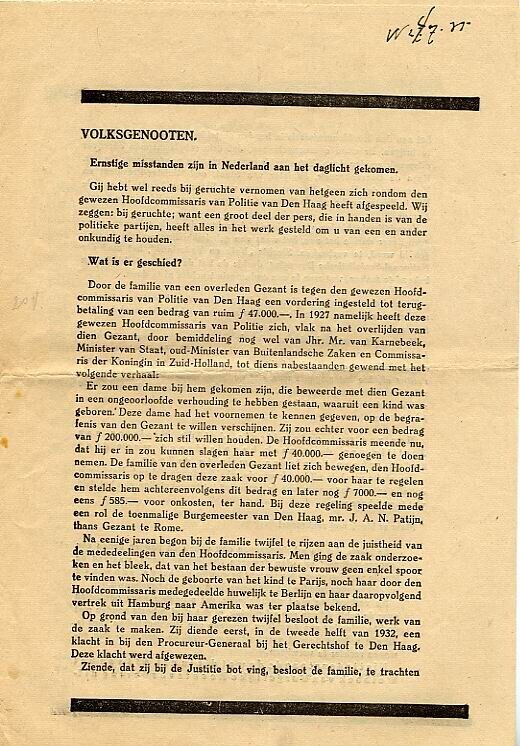 VOLKSGENOOTEN.
Ernstige misstanden zijn in Nederland aan het daglicht gekomen.
Gij hebt wel reeds bij geruchte vernomen van hetgeen zich rondom den
gewezen Hoofdcommissaris van Politie van Den Haag heeft afgespeeld. Wij
zeggen: bij geruchte; want een groot deel der pers, die in handen is van de
politieke partijen, heeft alles in het werk gesteld om u van een en ander
onkundig te houden.
Wat is er geschied?
Door de familie van een overleden Gezant is tegen den gewezen Hoofd-
commissaris van Politie van Den Haag een vordering ingesteld tot terug-
betaling van een bedrag van ruim f 47.000.—. In 1927 namelijk heeft deze
gewezen Hoofdcommissaris van Politie zich, vlak na het overlijden van
dien Gezant, door bemiddeling nog wel van Jhr. Mr. van Karnebeek,
Minister van Staat, oud-Minister van Buitenlandsche Zaken en Commissa-
ris der Koningin in Zuid-Holland, tot diens nabestaanden gewend met het
volgende verhaal:
Er zou een dame bij hem gekomen zijn, die beweerde met dien Gezant
in een ongeoorloofde verhouding te hebben gestaan, waaruit een kind was
geboren. Deze dame had het voornemen te kennen gegeven, op de begra-
fenis van den Gezant te willen verschijnen. Zij zou echter voor een bedrag
van f 200.000.— zich stil willen houden. De Hoofdcommissaris meende nu,
dat hij er in zou kunnen slagen haar met f 40.000.— genoegen te doen
nemen. De familie van den overleden Gezant liet zich bewegen, den Hoofd-
commissaris op te dragen deze zaak voor f 40.000.— voor haar te regelen
en stelde hem achtereenvolgens dit bedrag en later nog f 7000.— en nog
eens f 585.— voor onkosten, ter hand. Bij deze regeling speelde mede
een rol de toenmalige Burgemeester van Den Haag, mr. J. A. N. Patijn,
thans Gezant te Rome.
Na eenige jaren begon bij de familie twijfel te rijzen aan de juistheid van
de mededeelingen van den Hoofdcommissaris. Men ging de zaak onderzoe-
ken en het bleek, dat van het bestaan der bewuste vrouw geen enkel spoor
te vinden was. Noch de geboorte van het kind te Parijs, noch haar door den
Hoofdcommissaris medegedeelde huwelijk te Berlijn en haar daaropvolgend
vertrek uit Hamburg naar Amerika was ter plaatse bekend.
Op grond van den bij haar gerezen twijfel besloot de familie, werk van
de zaak te maken. Zij diende eerst, in de tweede helft van 1932, een
klacht in bij den Procureur-Generaal bij het Gerechtshof te Den Haag.
Deze klacht werd afgewezen.
Ziende, dat zij bij de Justitie bot ving, besloot de familie, te trachten